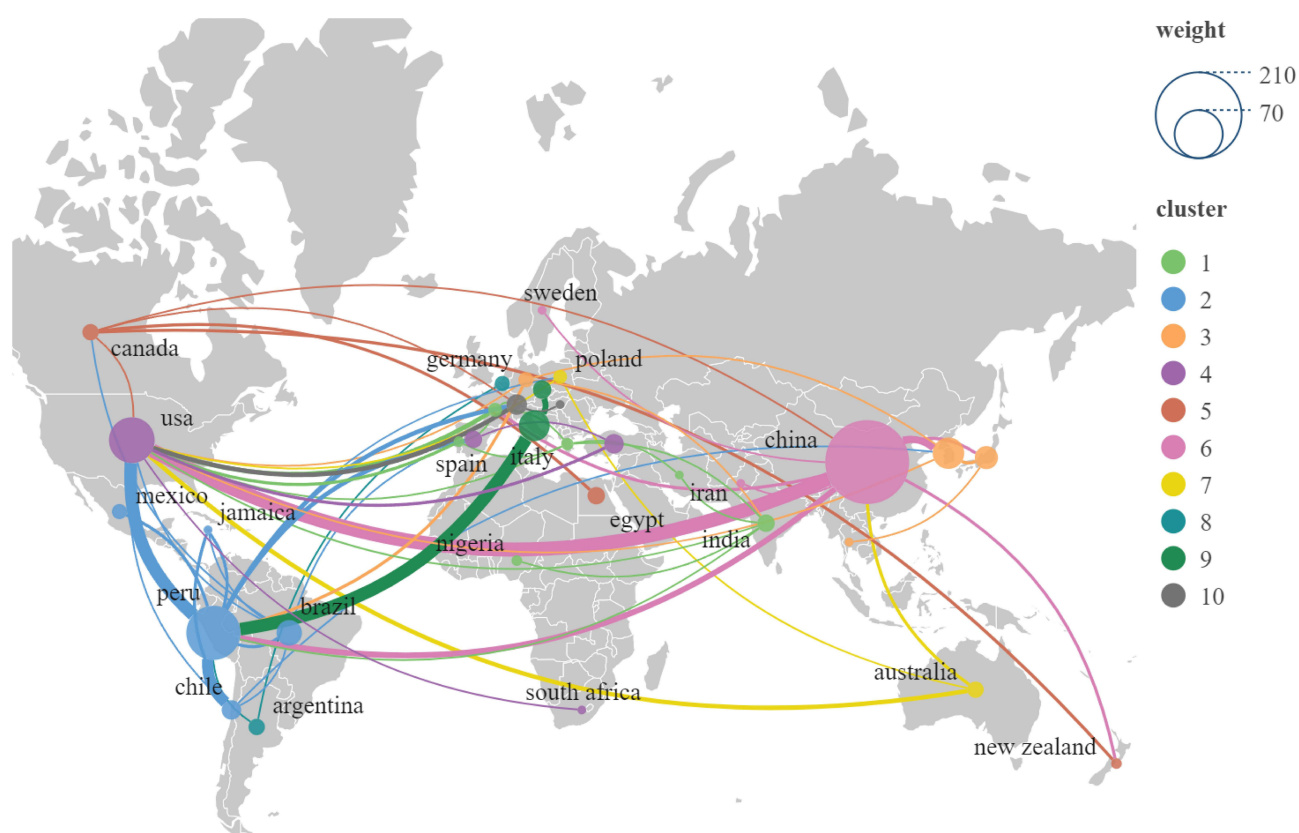 weight
210
70
cluster
1
2
3
4
5
6
7
8
9
10
sweden
canada
germany
poland
usa
china
spain
italy
iran
mexico
jamaica
egypt
nigeria
india
peru
brazil
chile
argentina
south africa
australia
new zealand